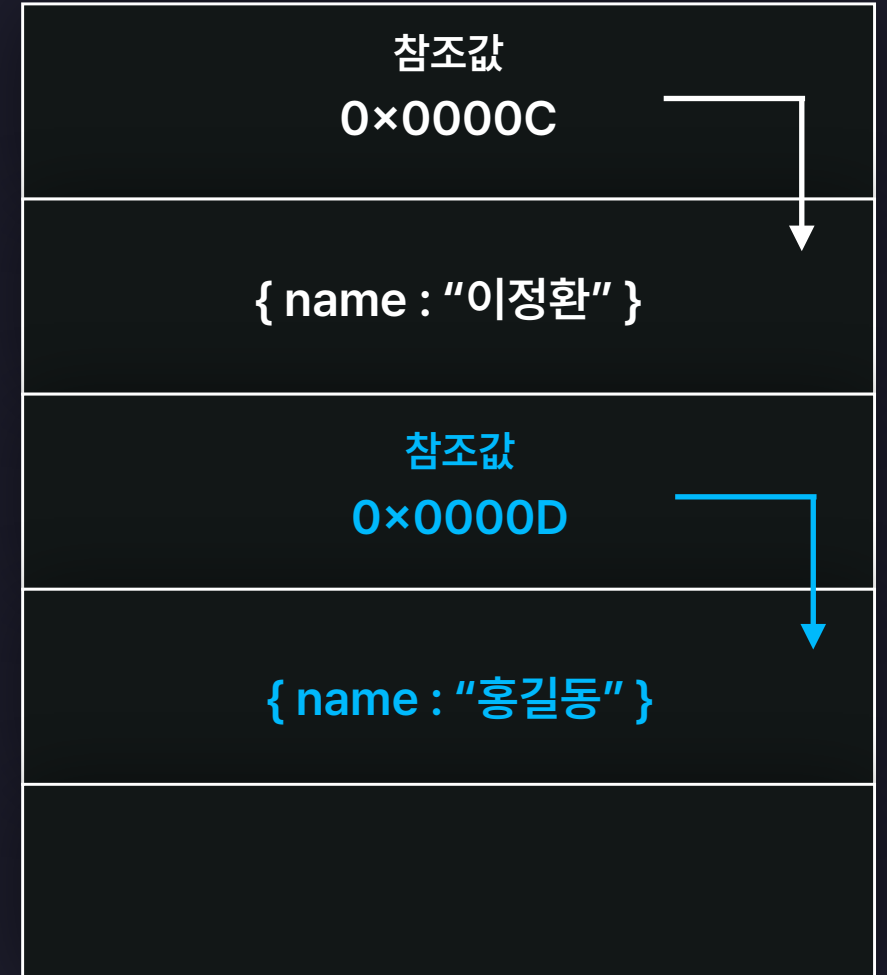 참조값
0×0000C
{ name : “이정환” }
참조값
0×0000D
{ name : “홍길동” }